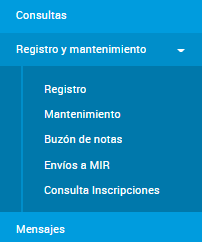 Consultas
Registro y mantenimiento
Registro
Mantenimiento
Buzón de notas
Envíos a MIR
Consulta Inscripciones
Mensajes